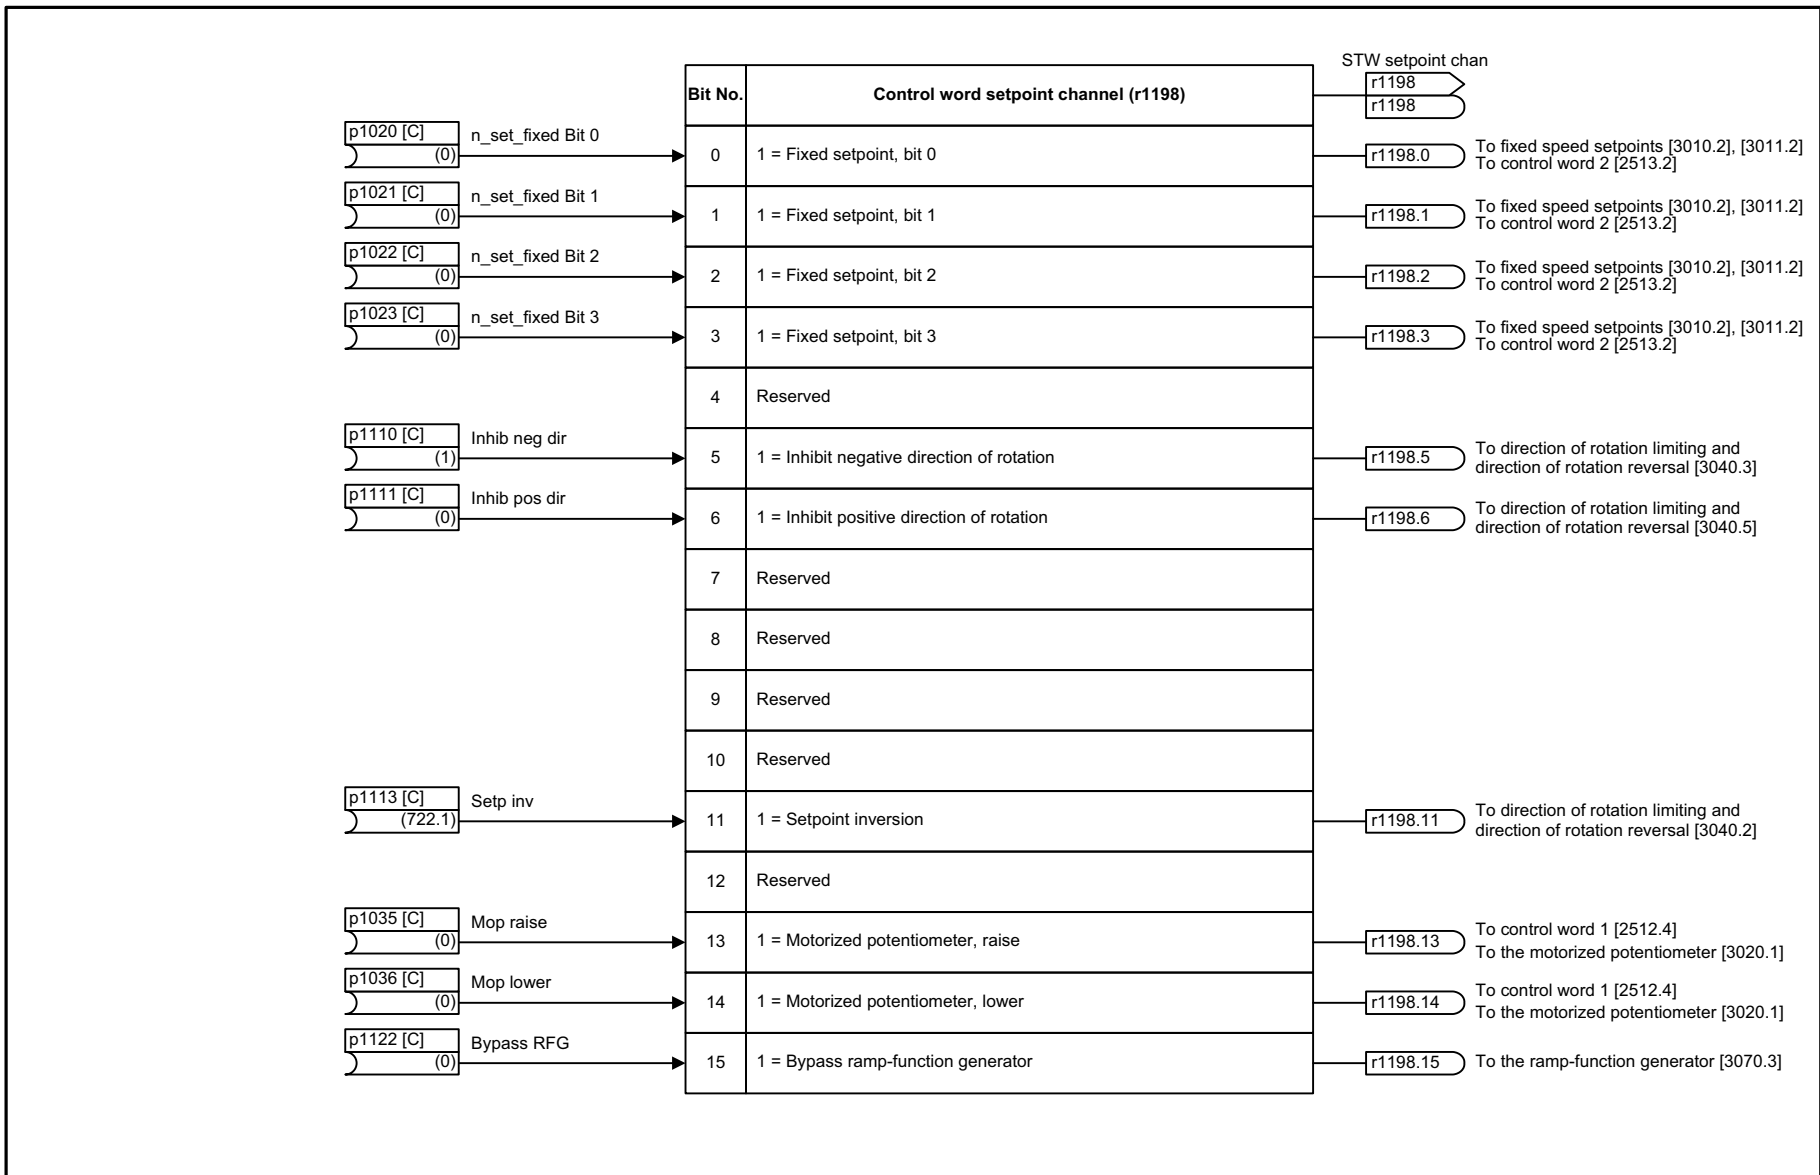 STW setpoint chan
Bit No. Control word setpoint channel (r1198) r1198
r1198
p1020 [C] n_set_fixed Bit 0
(0) 0 1 = Fixed setpoint, bit 0 r1198.0 To fixed speed setpoints [3010.2], [3011.2]
To control word 2 [2513.2]
p1021 [C] n_set_fixed Bit 1
(0) 1 1 = Fixed setpoint, bit 1 r1198.1 To fixed speed setpoints [3010.2], [3011.2]
To control word 2 [2513.2]
p1022 [C] n_set_fixed Bit 2
(0) 2 1 = Fixed setpoint, bit 2 r1198.2 To fixed speed setpoints [3010.2], [3011.2]
To control word 2 [2513.2]
p1023 [C] n_set_fixed Bit 3
(0) 3 1 = Fixed setpoint, bit 3 r1198.3 To fixed speed setpoints [3010.2], [3011.2]
To control word 2 [2513.2]
4 Reserved
p1110 [C] Inhib neg dir
(1) 5 1 = Inhibit negative direction of rotation r1198.5 To direction of rotation limiting and
direction of rotation reversal [3040.3]
p1111 [C] Inhib pos dir
(0) 6 1 = Inhibit positive direction of rotation r1198.6 To direction of rotation limiting and
direction of rotation reversal [3040.5]
7 Reserved
8 Reserved
9 Reserved
10 Reserved
p1113 [C] Setp inv
(722.1) 11 1 = Setpoint inversion r1198.11 To direction of rotation limiting and
direction of rotation reversal [3040.2]
12 Reserved
p1035 [C] Mop raise
(0) 13 1 = Motorized potentiometer, raise r1198.13 To control word 1 [2512.4]
To the motorized potentiometer [3020.1]
p1036 [C] Mop lower
(0) 14 1 = Motorized potentiometer, lower r1198.14 To control word 1 [2512.4]
To the motorized potentiometer [3020.1]
p1122 [C] Bypass RFG
(0) 15 1 = Bypass ramp-function generator r1198.15 To the ramp-function generator [3070.3]